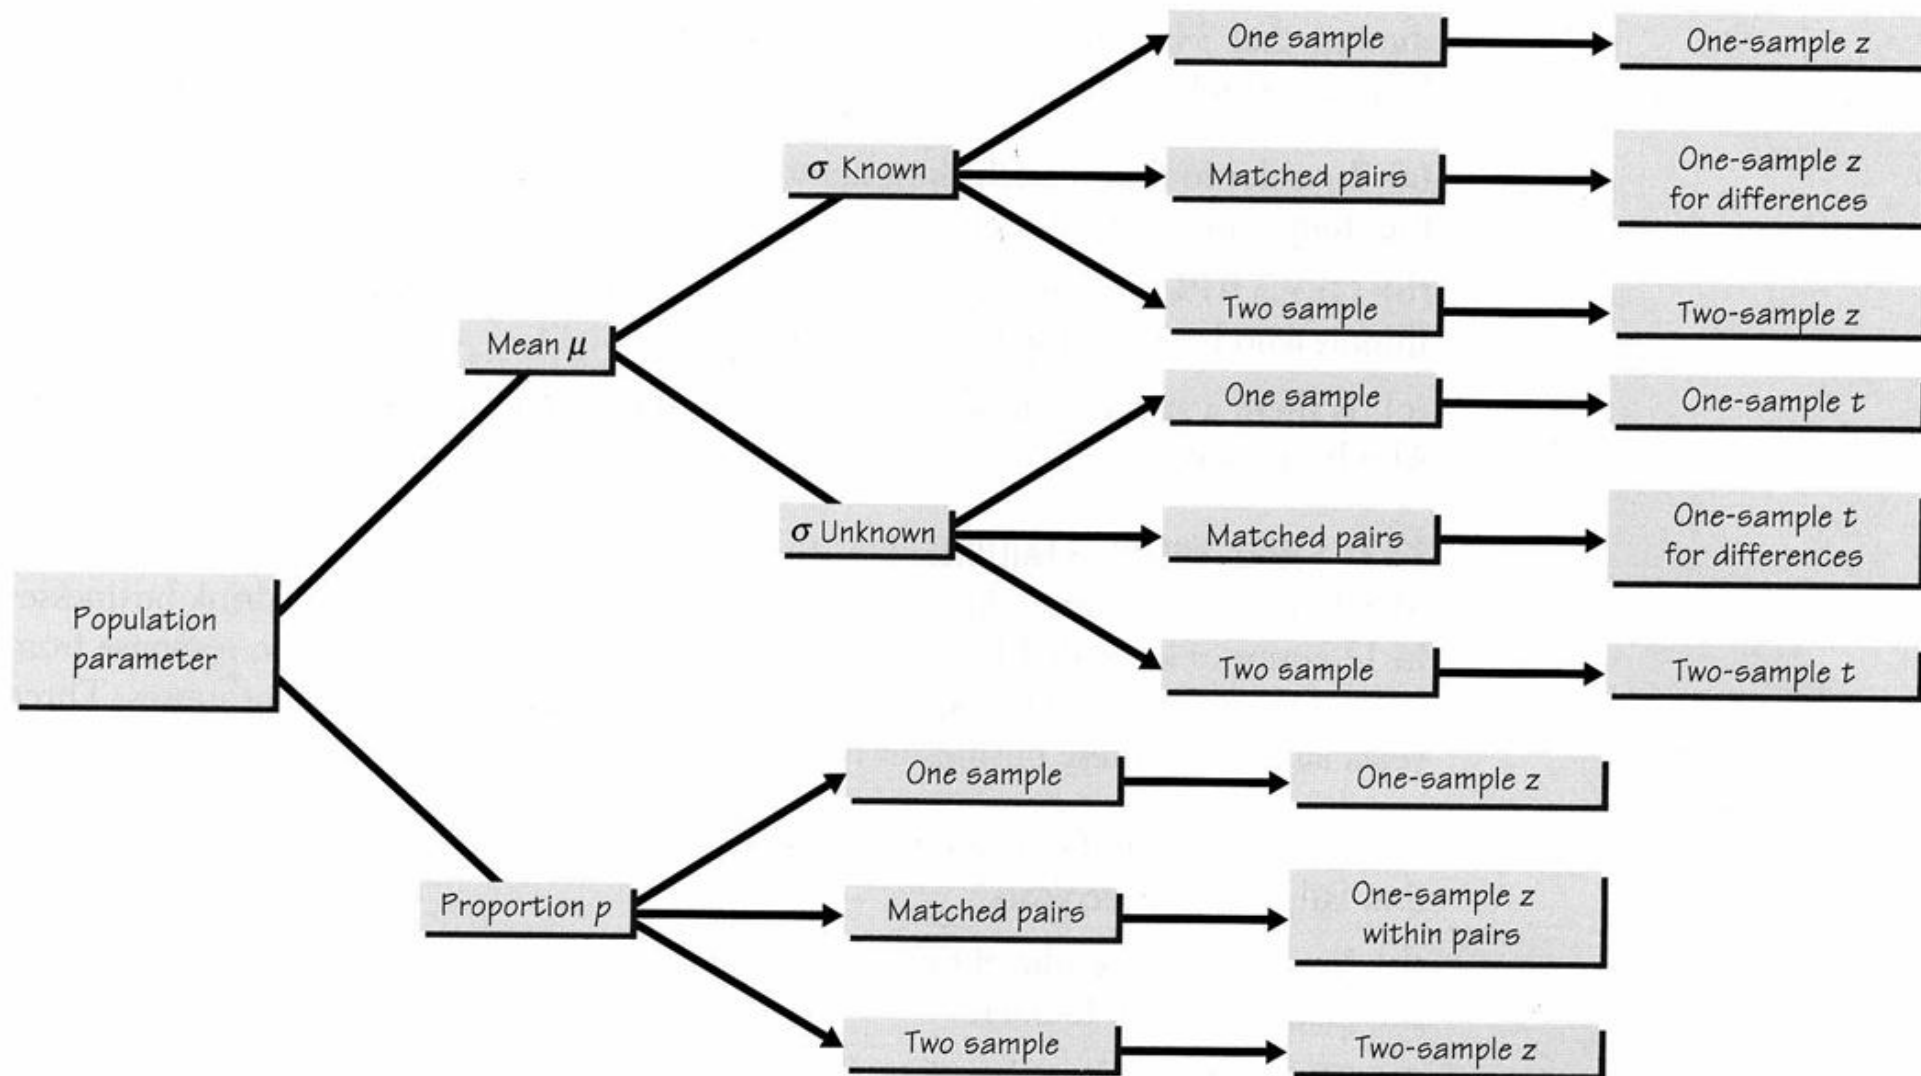 One sample
One-sample z
σ Known
Matched pairs
One-sample z
for differences
Two sample
Two-sample z
Mean μ
One sample
One-sample t
σ Unknown
Matched pairs
One-sample t
for differences
Two sample
Two-sample t
Population
parameter
One sample
One-sample z
Proportion p
Matched pairs
One-sample z
within pairs
Two sample
Two-sample z